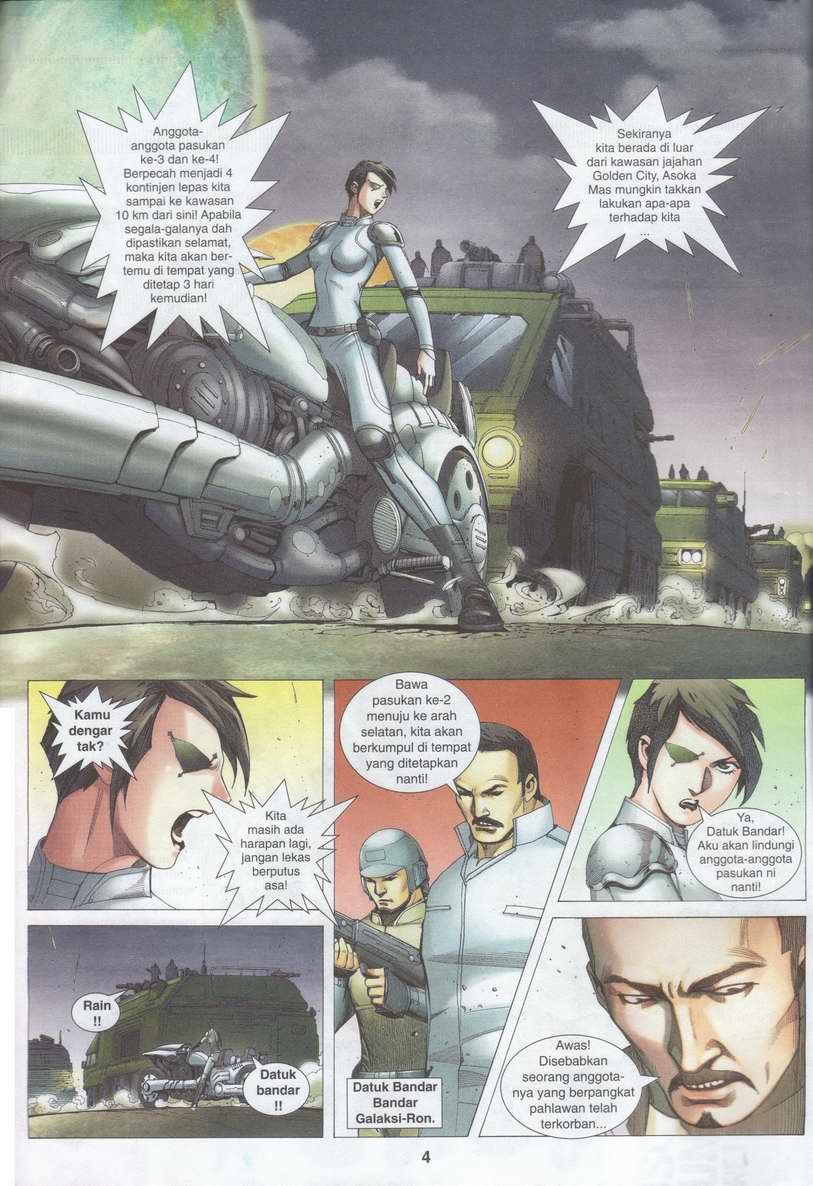 Anggota-
anggota pasukan
ke-3 dan ke-4!
Berpecah menjadi 4
kontinjen lepas kita
sampai ke kawasan
10 km dari sini! Apabila
segala-galanya dah
dipastikan selamat,
maka kita akan ber-
temu di tempat yang
ditetap 3 hari
kemudian!
Sekiranya
kita berada di luar
dari kawasan jajahan
Golden City, Asoka
Mas mungkin takkan
lakukan apa-apa
terhadap kita
...
Kamu
dengar
tak?
Kita
masih ada
harapan lagi,
jangan lekas
berputus
asa!
Bawa
pasukan ke-2
menuju ke arah
selatan, kita akan
berkumpul di tempat
yang ditetapkan
nanti!
Datuk Bandar
Bandar
Galaksi-Ron.
Ya,
Datuk Bandar!
Aku akan lindungi
anggota-anggota
pasukan ni
nanti!
Rain
!!
Datuk
bandar
!!
Awas!
Disebabkan
seorang anggota-
nya yang berpangkat
pahlawan telah
terkorban...
4